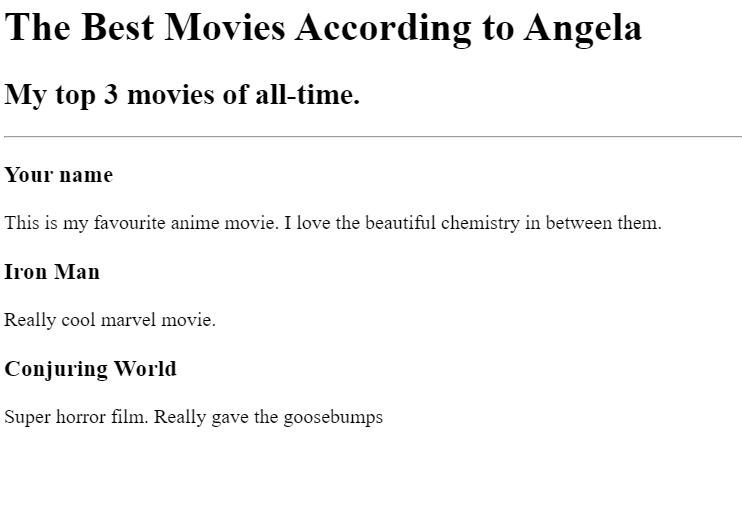 The Best Movies According to Angela
My top 3 movies of all-time.
Your name
This is my favourite anime movie. I love the beautiful chemistry in between them.
Iron Man
Really cool marvel movie.
Conjuring World
Super horror film. Really gave the goosebumps